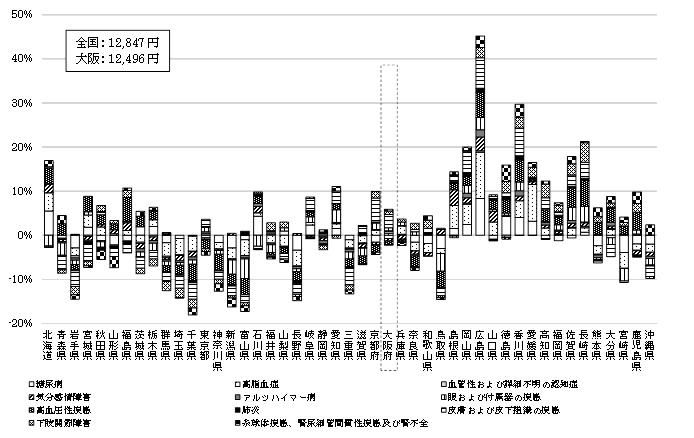 50%
40%
30%
20%
10%
0%
-10%
-20%
全国：12,847円
大阪：12,496円
北海道 青森県 岩手県 宮城県 秋田県 山形県 福島県 茨城県 栃木県 群馬県 埼玉県 千葉県 東京都 神奈川県 新潟県 富山県 石川県 福井県 山梨県 長野県 岐阜県 静岡県 愛知県 三重県 滋賀県 京都府 大阪府 兵庫県 奈良県 和歌山県 鳥取県 島根県 岡山県 広島県 山口県 徳島県 香川県 愛媛県 高知県 福岡県 佐賀県 長崎県 熊本県 大分県 宮崎県 鹿児島県 沖縄県
糖尿病 高脂血症 血管性および詳細不明の認知症
気分感情障害 アルツハイマー病 眼および付属器の疾患
高血圧性疾患 肺炎 皮膚および皮下組織の疾患
下肢関節障害 糸球体疾患、腎尿細管間質性疾患及び腎不全